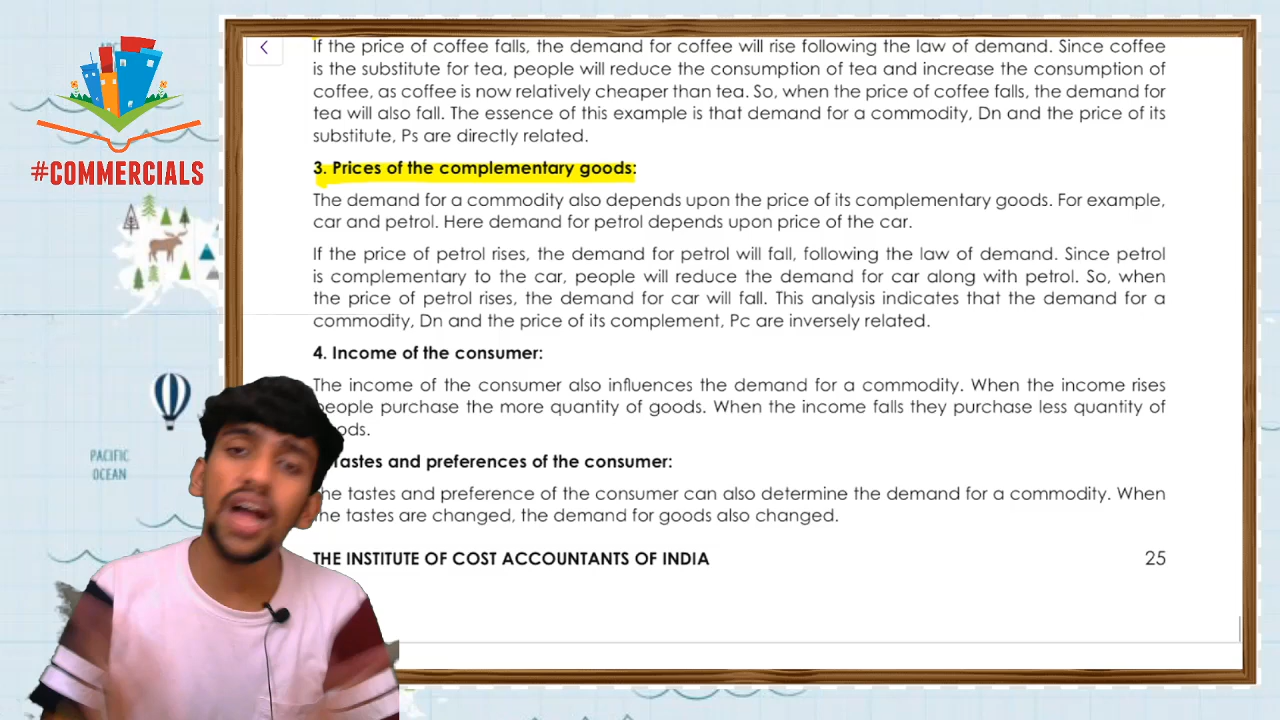 If the price of coffee falls, the demand for coffee will rise following the law of demand. Since coffee
is the substitute for tea, people will reduce the consumption of tea and increase the consumption of
coffee, as coffee is now relatively cheaper than tea. So, when the price of coffee falls, the demand for
tea will also fall. The essence of this example is that demand for a commodity, Dn and the price of its
substitute, Ps are directly related.
#COMMERCIALS
3. Prices of the complementary goods:
The demand for a commodity also depends upon the price of its complementary goods. For example,
car and petrol. Here demand for petrol depends upon price of the car.
If the price of petrol rises, the demand for petrol will fall, following the law of demand. Since petrol
is complementary to the car, people will reduce the demand for car along with petrol. So, when
the price of petrol rises, the demand for car will fall. This analysis indicates that the demand for a
commodity, Dn and the price of its complement, Pc are inversely related.
4. Income of the consumer:
The income of the consumer also influences the demand for a commodity. When the income rises
people purchase the more quantity of goods. When the income falls they purchase less quantity of
ods.
PACIFIC
OCEAN
Tastes and preferences of the consumer:
he tastes and preference of the consumer can also determine the demand for a commodity. When
he tastes are changed, the demand for goods also changed.
THE INSTITUTE OF COST ACCOUNTANTS OF INDIA
25